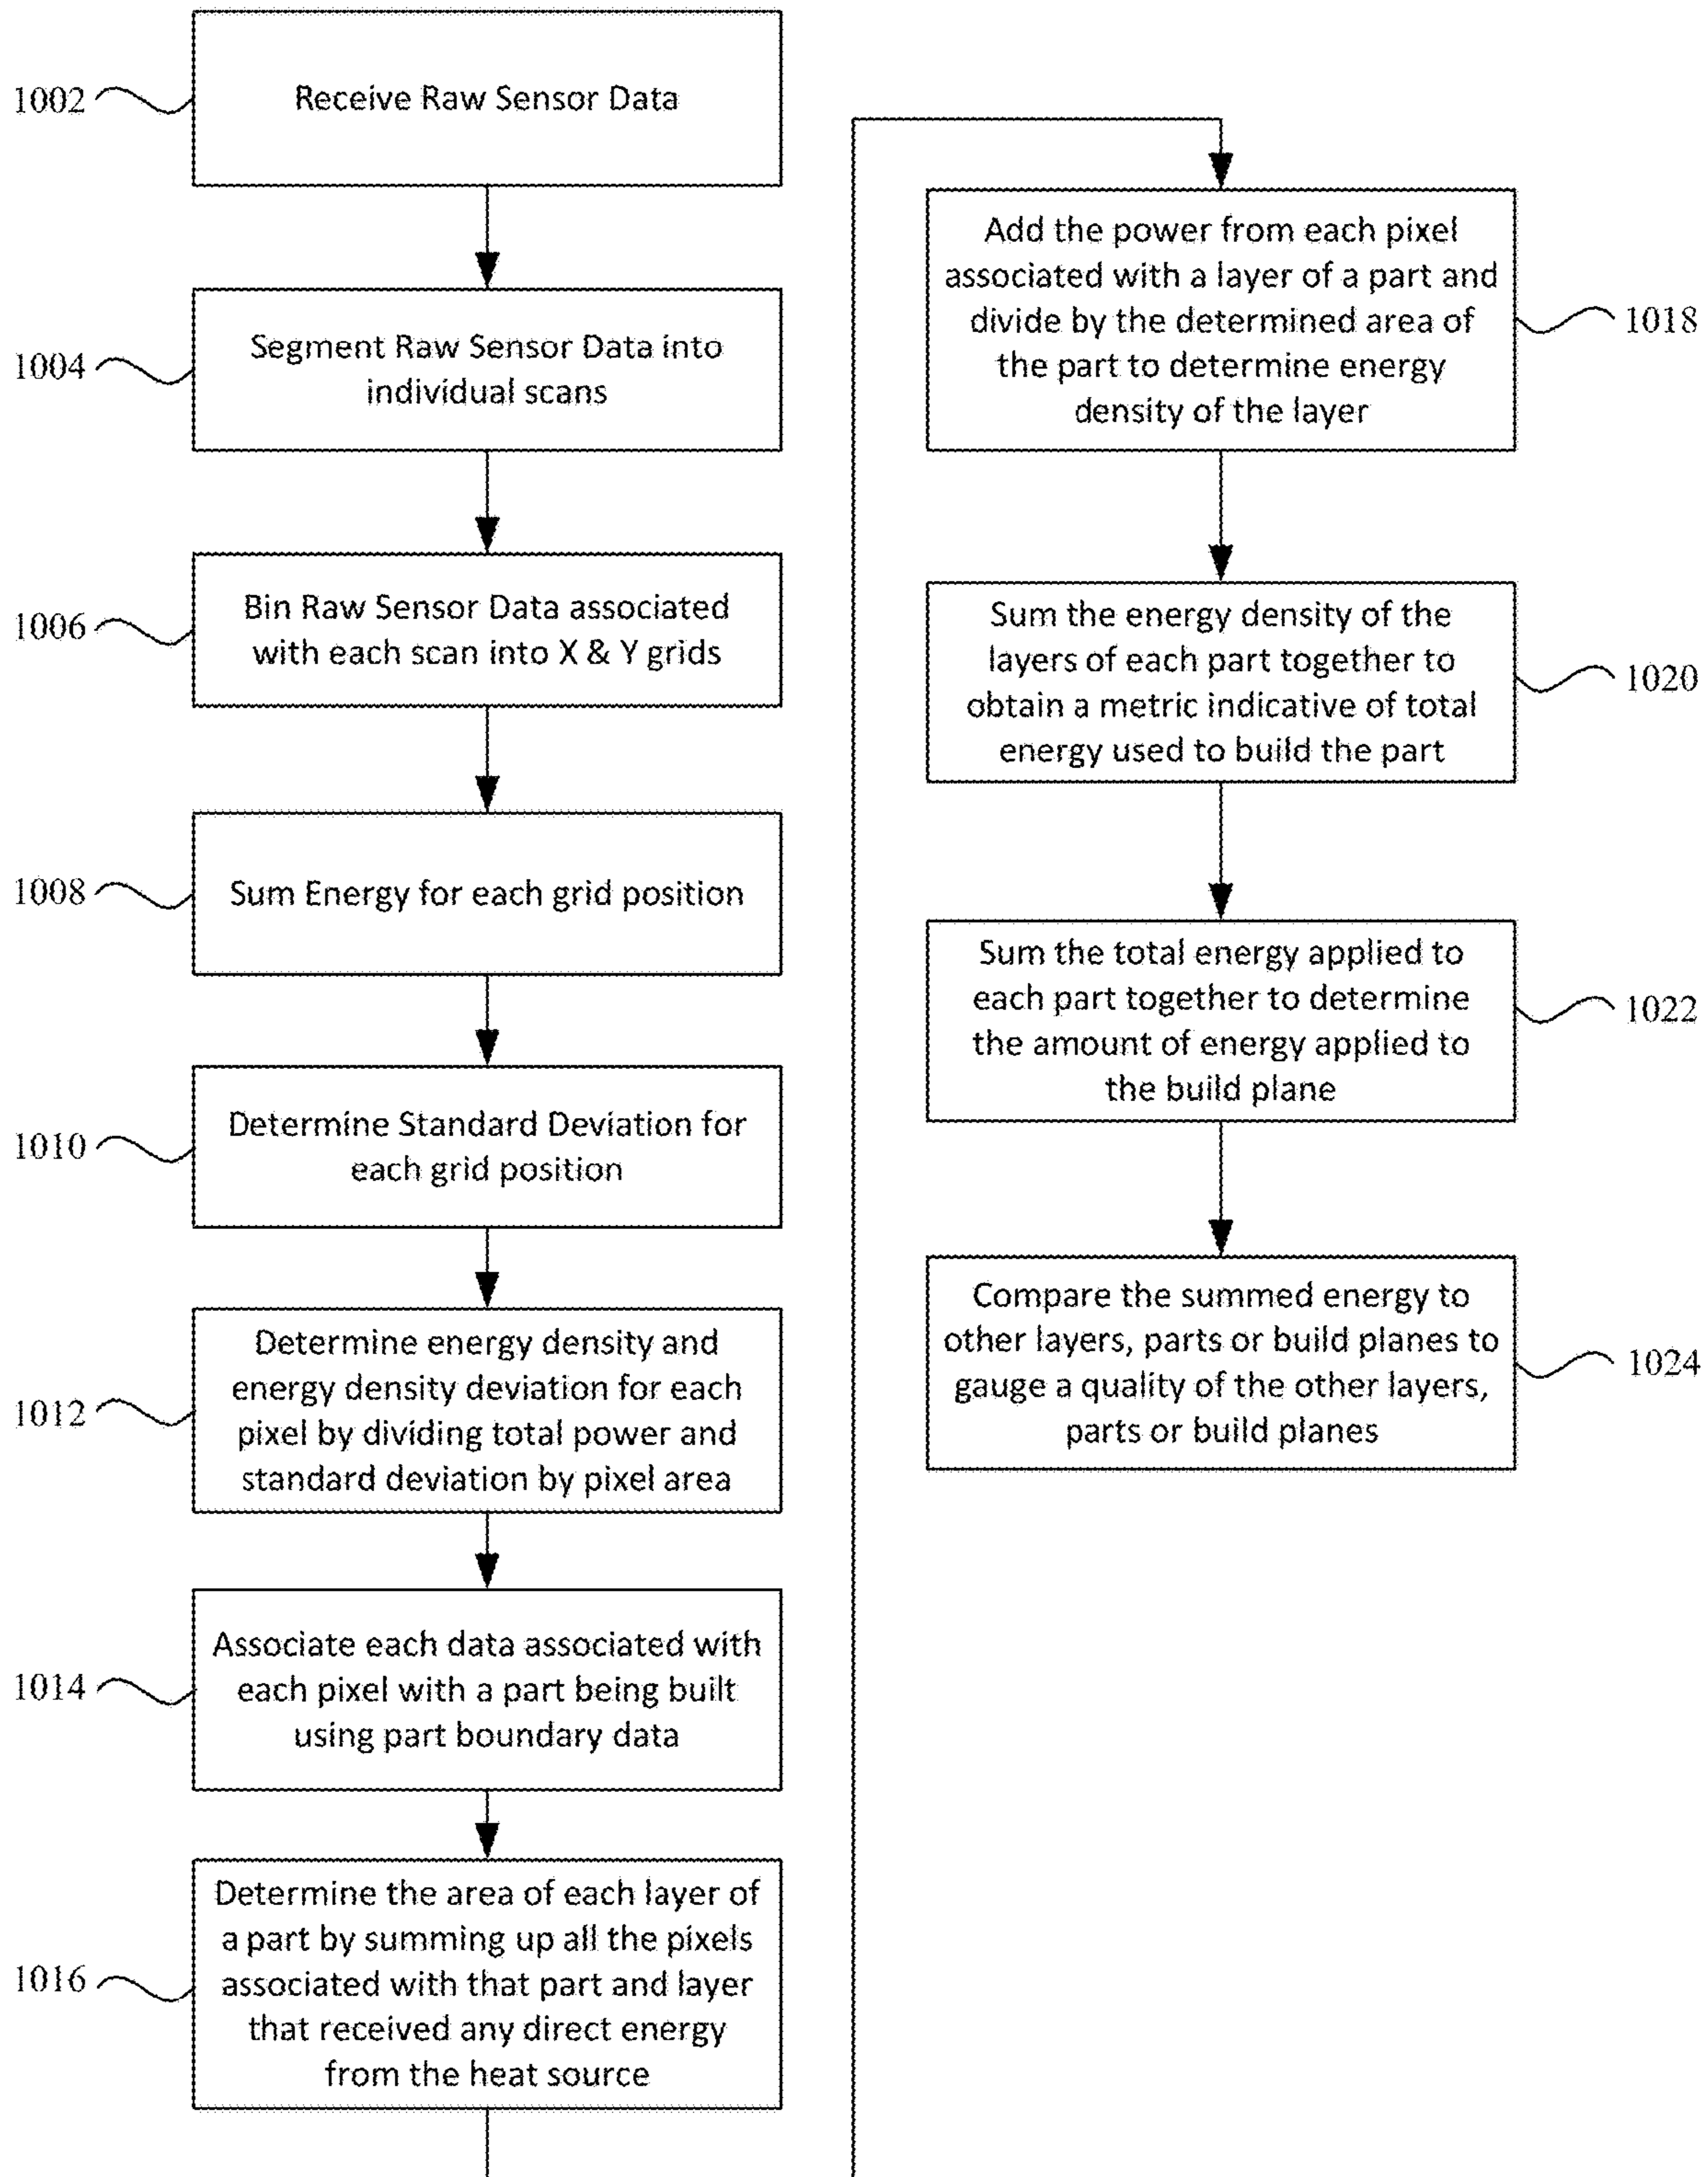 1002
Receive Raw Sensor Data
1004
Segment Raw Sensor Data into
individual scans
1006
Bin Raw Sensor Data associated
with each scan into X & Y grids
1008
Sum Energy for each grid position
1010
Determine Standard Deviation for
each grid position
1012
Determine energy density and
energy density deviation for each
pixel by dividing total power and
standard deviation by pixel area
1014
Associate each data associated with
each pixel with a part being built
using part boundary data
1016
Determine the area of each layer of
a part by summing up all the pixels
associated with that part and layer
that received any direct energy
from the heat source
Add the power from each pixel
associated with a layer of a part and
divide by the determined area of
the part to determine energy
density of the layer
1018
Sum the energy density of the
layers of each part together to
obtain a metric indicative of total
energy used to build the part
1020
Sum the total energy applied to
each part together to determine
the amount of energy applied to
the build plane
1022
Compare the summed energy to
other layers, parts or build planes to
gauge a quality of the other layers,
parts or build planes
1024